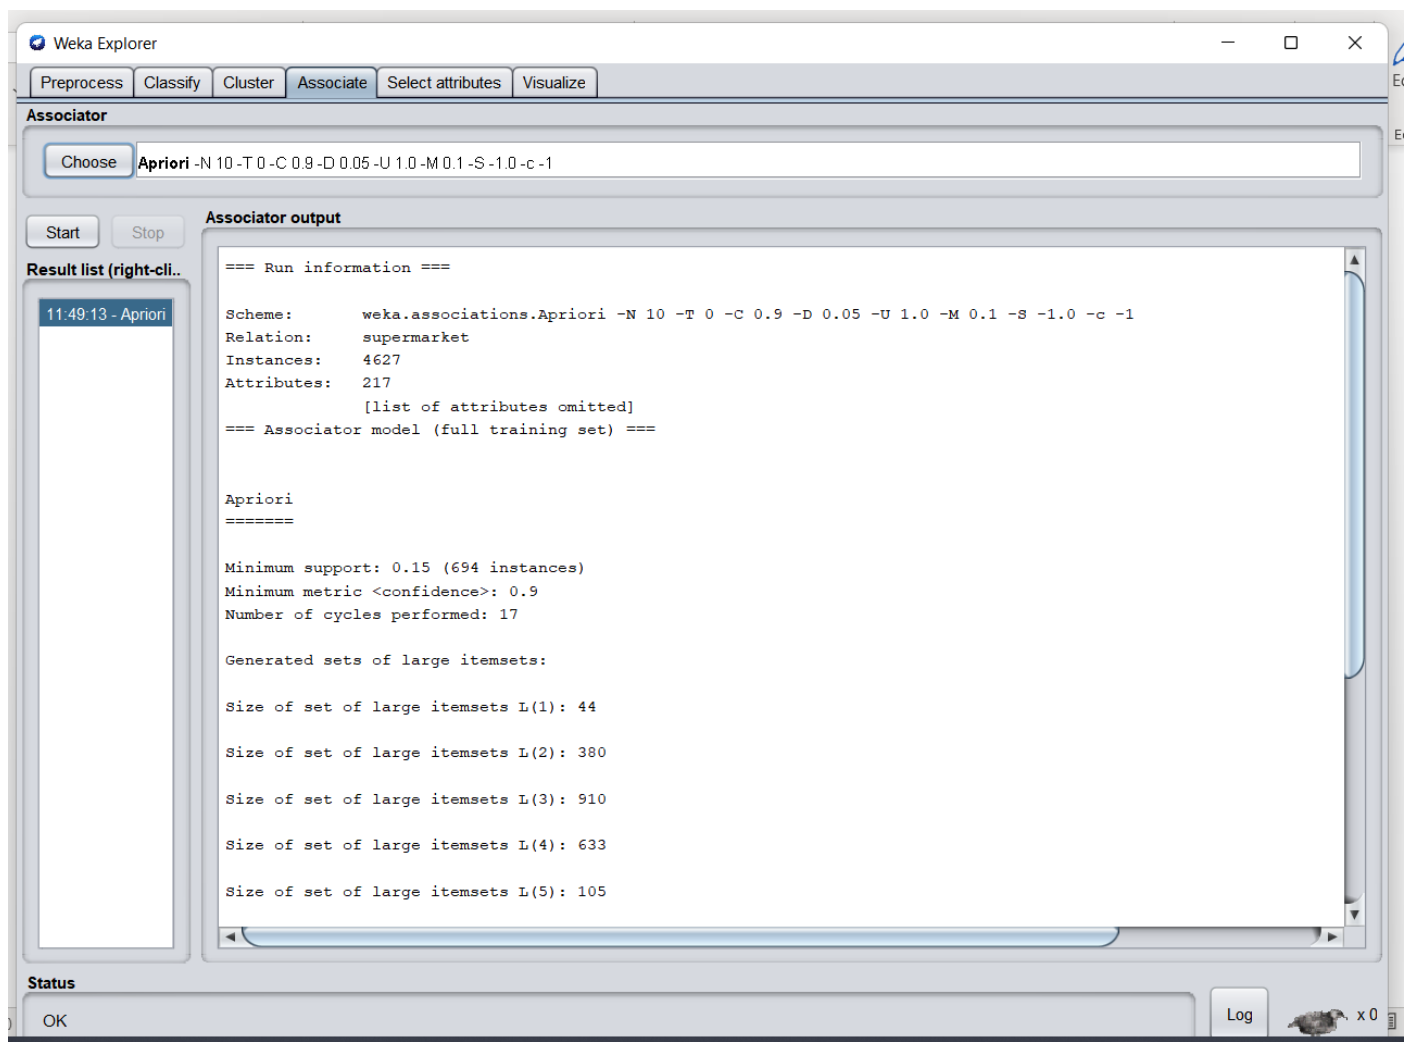 Weka Explorer
Preprocess Classify Cluster Associate Select attributes Visualize
Associator
Choose Apriori -N 10 -T 0 -C 0.9 -D 0.05 -U 1.0 -M 0.1 -S -1.0 -c -1
Start Stop
Associator output
Result list (right-cli..
11:49:13 - Apriori
=== Run information ===
Scheme: weka.associations.Apriori -N 10 -T 0 -C 0.9 -D 0.05 -U 1.0 -M 0.1 -S -1.0 -c -1
Relation: supermarket
Instances: 4627
Attributes: 217
[list of attributes omitted]
=== Associator model (full training set) ===
Apriori
=======
Minimum support: 0.15 (694 instances)
Minimum metric <confidence>: 0.9
Number of cycles performed: 17
Generated sets of large itemsets:
Size of set of large itemsets L(1): 44
Size of set of large itemsets L(2): 380
Size of set of large itemsets L(3): 910
Size of set of large itemsets L(4): 633
Size of set of large itemsets L(5): 105
Status
OK
Log
x 0